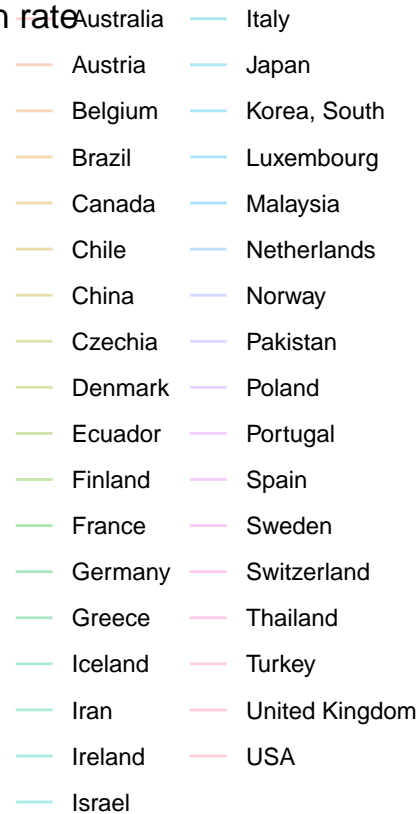 n rate
Australia
Austria
Belgium
Brazil
Canada
Chile
China
Czechia
Denmark
Ecuador
Finland
France
Germany
Greece
Iceland
Iran
Ireland
Israel
Italy
Japan
Korea, South
Luxembourg
Malaysia
Netherlands
Norway
Pakistan
Poland
Portugal
Spain
Sweden
Switzerland
Thailand
Turkey
United Kingdom
USA